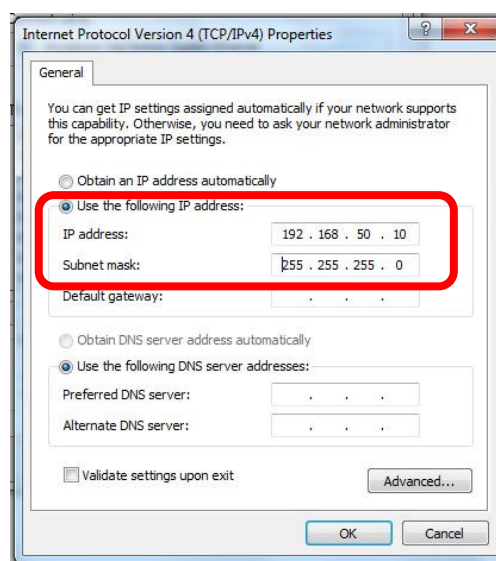 Internet Protocol Version 4 (TCP/IPv4) Properties
General
You can get IP settings assigned automatically if your network supports
this capability. Otherwise, you need to ask your network administrator
for the appropriate IP settings.
Obtain an IP address automatically
Use the following IP address:
IP address: 192 . 168 . 50 . 10
Subnet mask: 255 . 255 . 255 . 0
Default gateway: . . .
Obtain DNS server address automatically
Use the following DNS server addresses:
Preferred DNS server: . . .
Alternate DNS server: . . .
Validate settings upon exit
Advanced...
OK Cancel